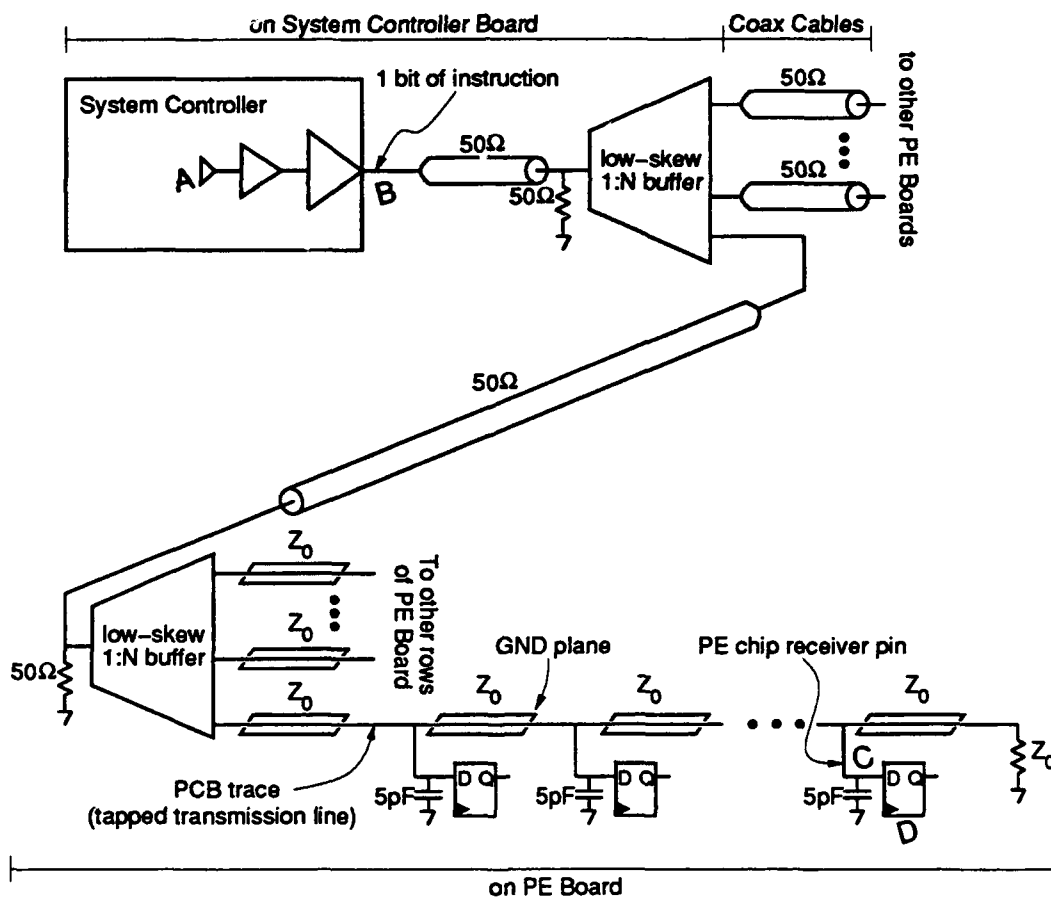 on System Controller Board
Coax Cables
1 bit of instruction
System Controller
A
B
50Ω
50Ω
low-skew
1:N buffer
50Ω
50Ω
to other PE Boards
50Ω
Z0
Z0
Z0
To other rows
of PE Board
low-skew
1:N buffer
50Ω
GND plane
PE chip receiver pin
Z0
Z0
Z0
Z0
PCB trace
(tapped transmission line)
5pF
D Q
5pF
D Q
C
5pF
D Q
D
on PE Board